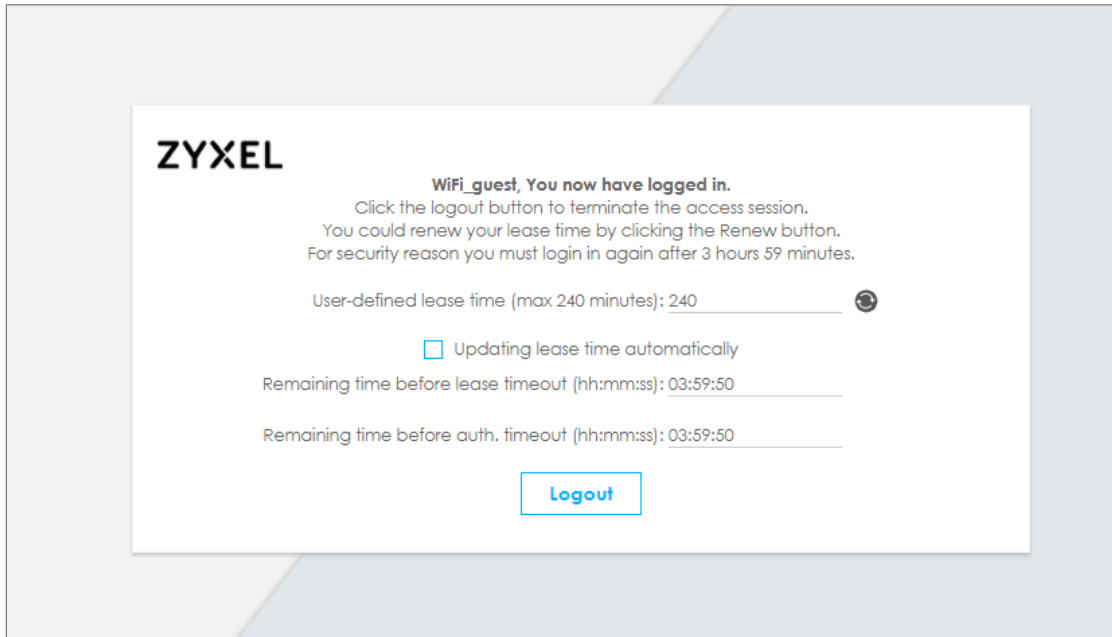 ZYXEL
WiFi_guest, You now have logged in.
Click the logout button to terminate the access session.
You could renew your lease time by clicking the Renew button.
For security reason you must login in again after 3 hours 59 minutes.
User-defined lease time (max 240 minutes): 240
Updating lease time automatically
Remaining time before lease timeout (hh:mm:ss): 03:59:50
Remaining time before auth. timeout (hh:mm:ss): 03:59:50
Logout